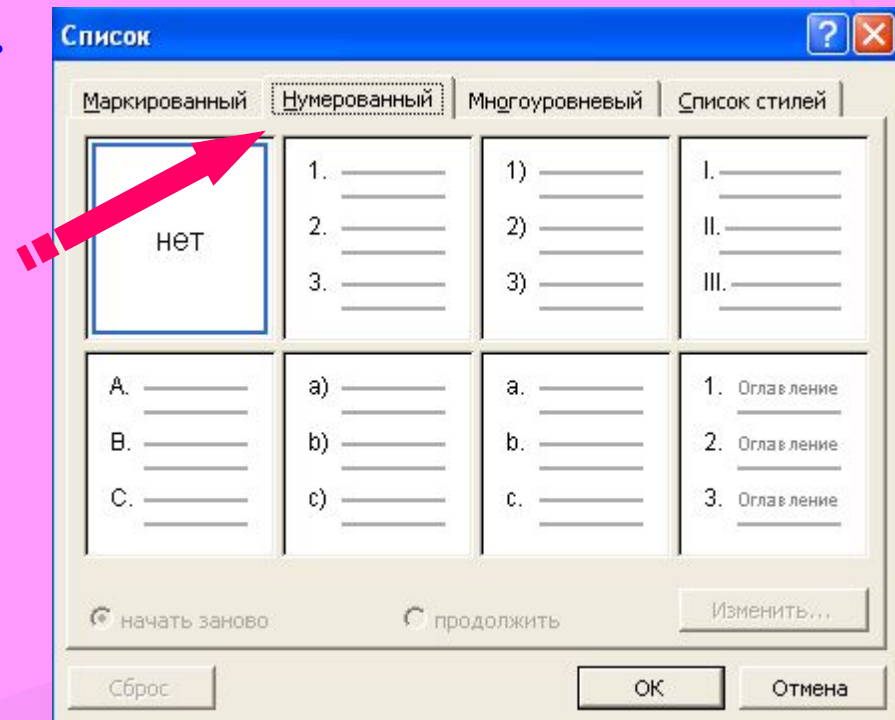 Список
Маркированный Нумерованный Многоуровневый Список стилей
нет
1.
2.
3.
1)
2)
3)
I.
II.
III.
A.
B.
C.
a)
b)
c)
a.
b.
c.
1. Оглавление
2. Оглавление
3. Оглавление
начать заново продолжить Изменить...
Сброс ОК Отмена